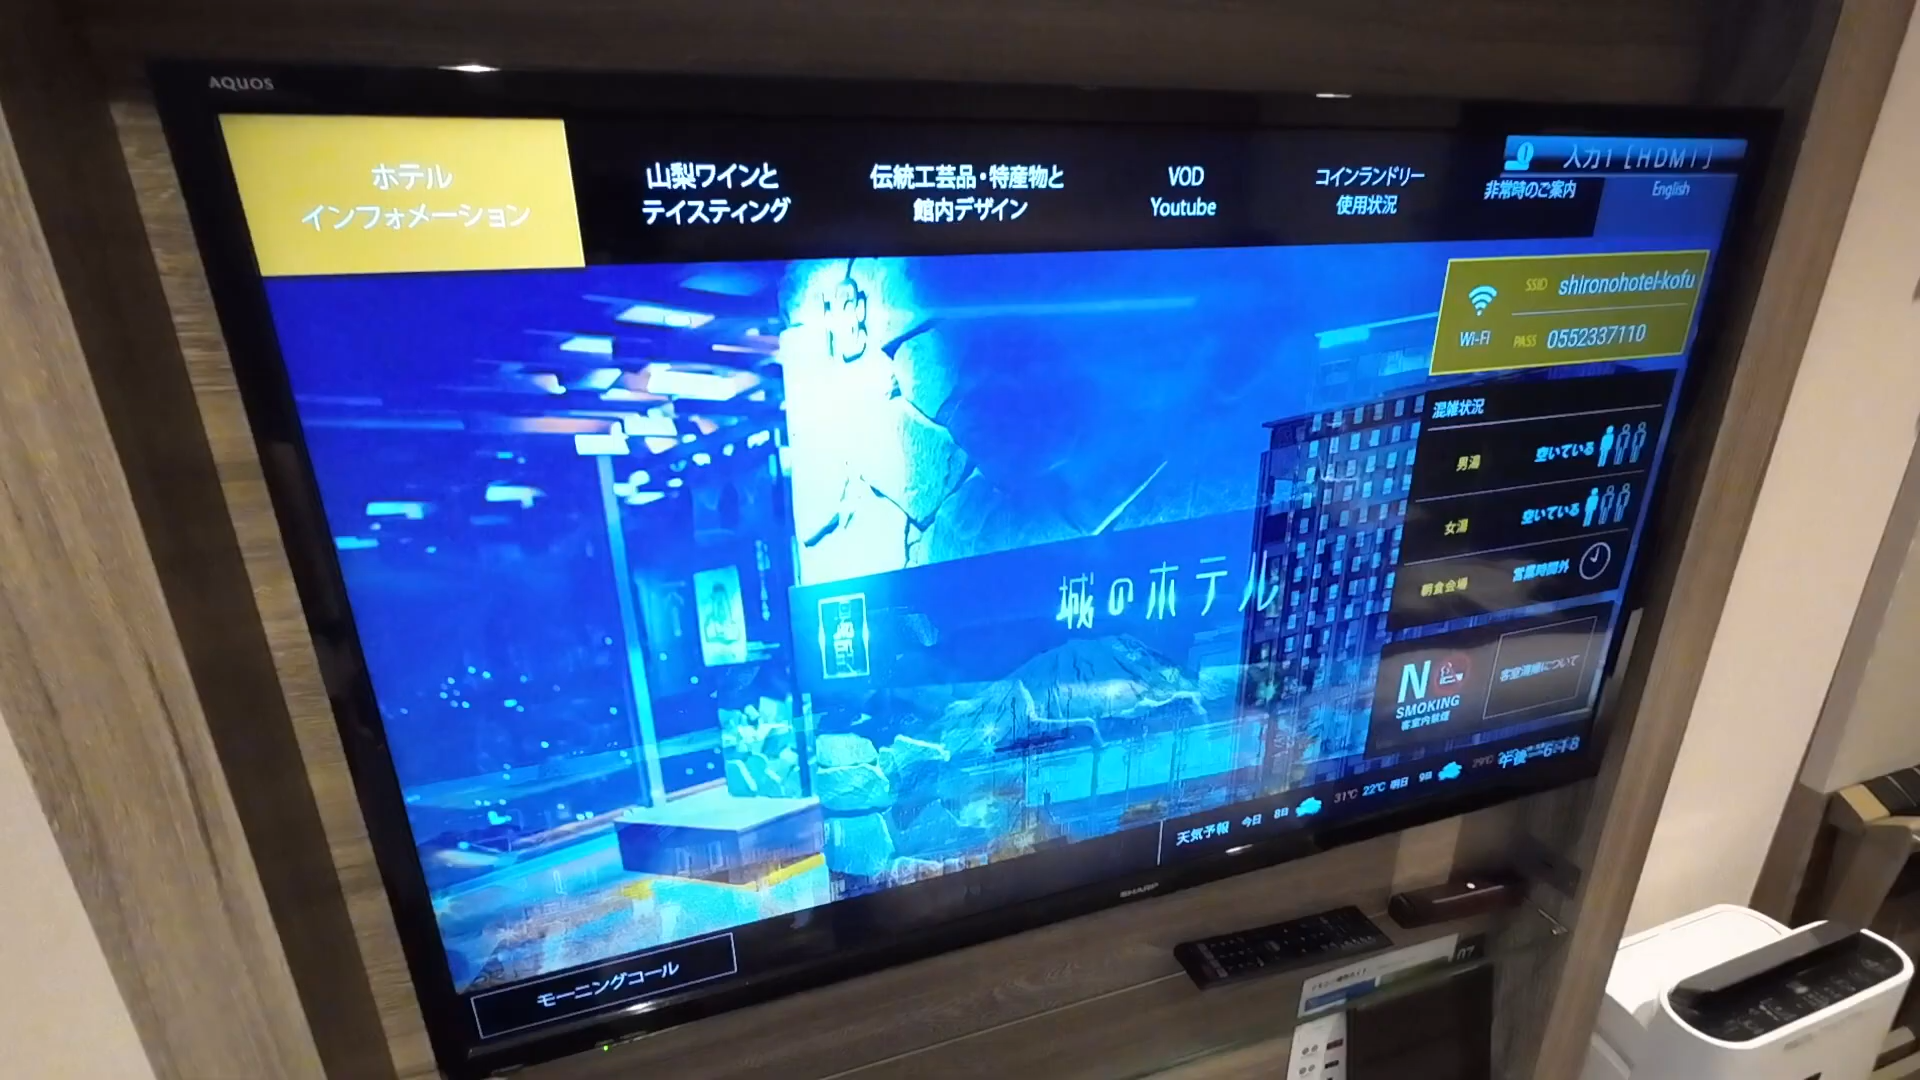 AQUOS
ホテル
インフォメーション
山梨ワインと
テイスティング
伝統工芸品・特産物と
館内デザイン
VOD
Youtube
コインランドリー
使用状況
入力1 [HDMI]
非常時のご案内
English
SSID shironohotel-kofu
Wi-Fi PASS 0552337110
混雑状況
男湯 空いている
女湯 空いている
朝食会場 営業時間外
城のホテル
N
SMOKING
客室内禁煙
客室清掃について
天気予報 今日 8日 31℃ 22℃ 明日 9日 29℃
午後 6:18
SHARP
モーニングコール
07